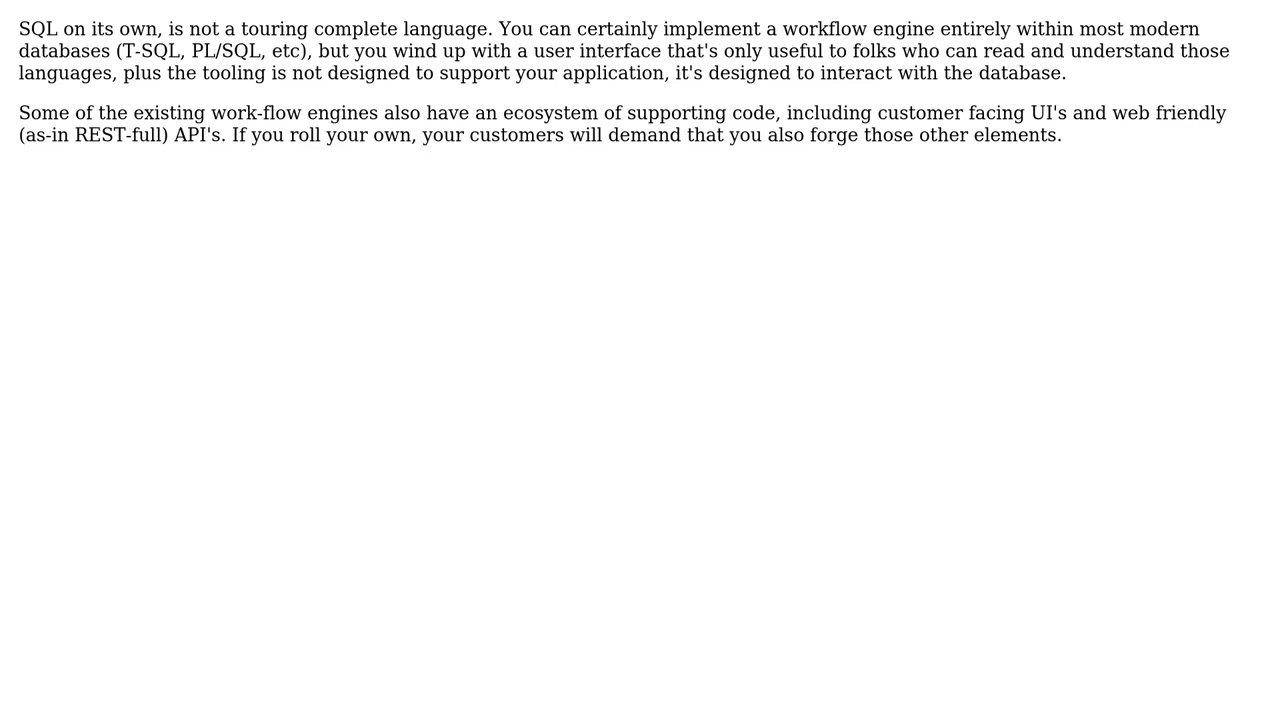 SQL on its own, is not a touring complete language. You can certainly implement a workflow engine entirely within most modern
databases (T-SQL, PL/SQL, etc), but you wind up with a user interface that's only useful to folks who can read and understand those
languages, plus the tooling is not designed to support your application, it's designed to interact with the database.
Some of the existing work-flow engines also have an ecosystem of supporting code, including customer facing UI's and web friendly
(as-in REST-full) API's. If you roll your own, your customers will demand that you also forge those other elements.